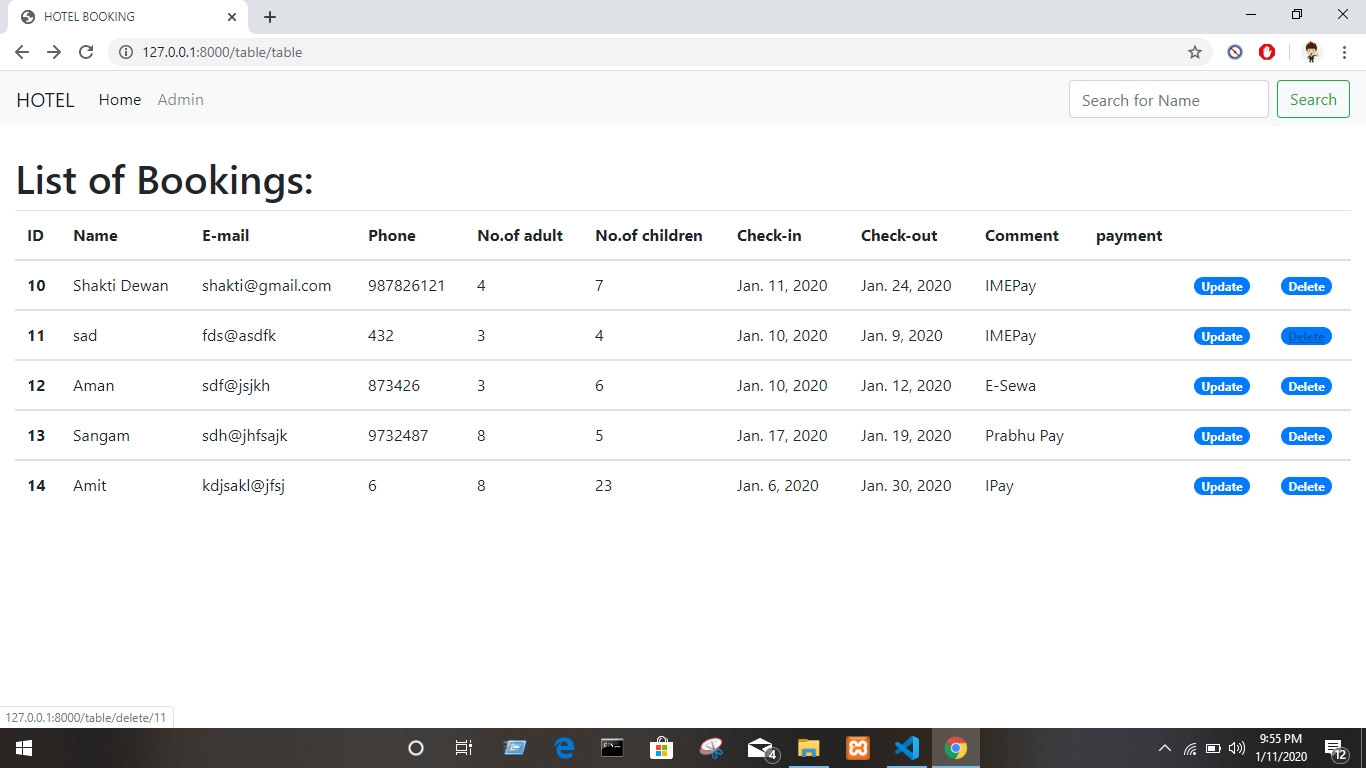 HOTEL BOOKING
127.0.0.1:8000/table/table
HOTEL Home Admin Search for Name Search
List of Bookings:
ID Name E-mail Phone No.of adult No.of children Check-in Check-out Comment payment
10 Shakti Dewan shakti@gmail.com 987826121 4 7 Jan. 11, 2020 Jan. 24, 2020 IMEPay Update Delete
11 sad fds@asdfk 432 3 4 Jan. 10, 2020 Jan. 9, 2020 IMEPay Update Delete
12 Aman sdf@jsjkh 873426 3 6 Jan. 10, 2020 Jan. 12, 2020 E-Sewa Update Delete
13 Sangam sdh@jhfsajk 9732487 8 5 Jan. 17, 2020 Jan. 19, 2020 Prabhu Pay Update Delete
14 Amit kdjsakl@jfsj 6 8 23 Jan. 6, 2020 Jan. 30, 2020 IPay Update Delete
127.0.0.1:8000/table/delete/11
4
9:55 PM
1/11/2020
12